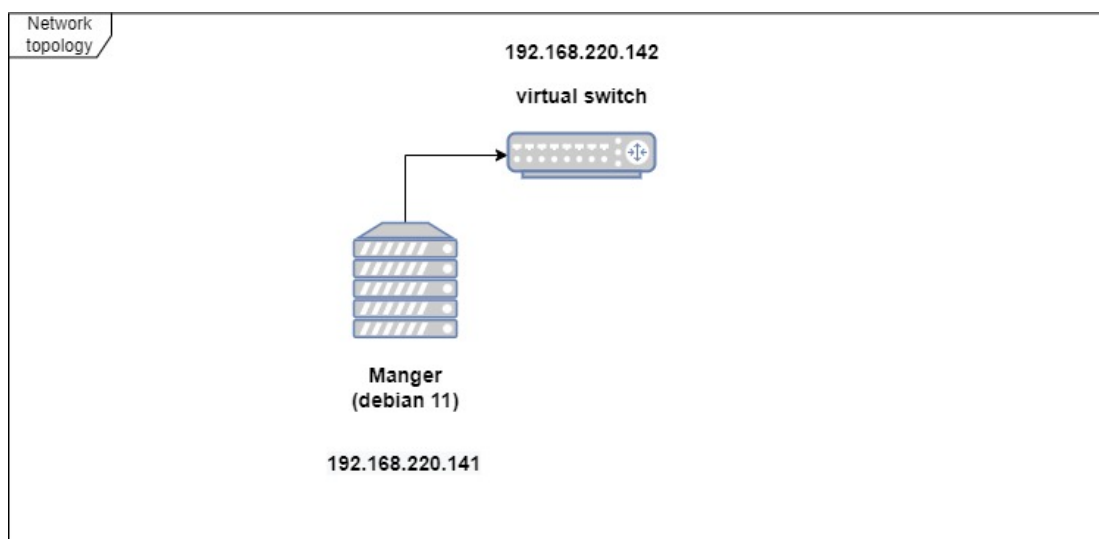 Network
topology
192.168.220.142
virtual switch
Manger
(debian 11)
192.168.220.141